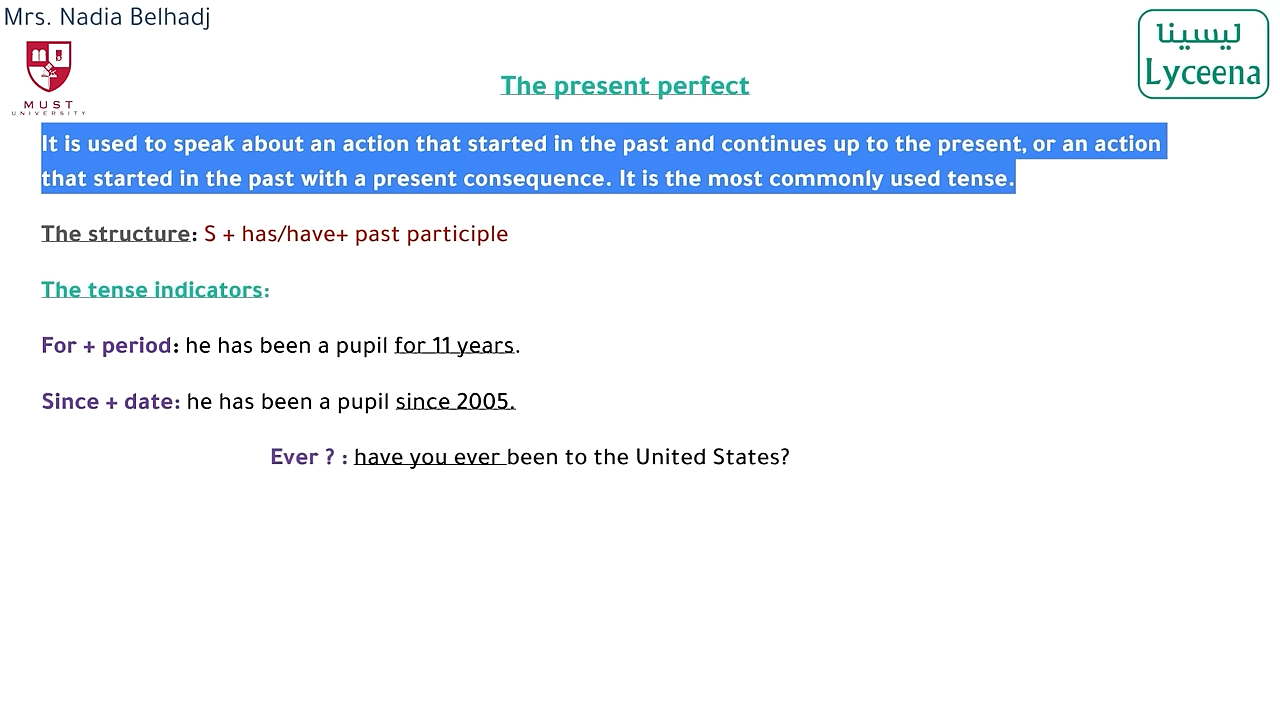 Mrs. Nadia Belhadj
ليسينا
Lyceena
MUST
UNIVERSITY
The present perfect
It is used to speak about an action that started in the past and continues up to the present, or an action
that started in the past with a present consequence. It is the most commonly used tense.
The structure: S + has/have+ past participle
The tense indicators:
For + period: he has been a pupil for 11 years.
Since + date: he has been a pupil since 2005.
Ever ? : have you ever been to the United States?